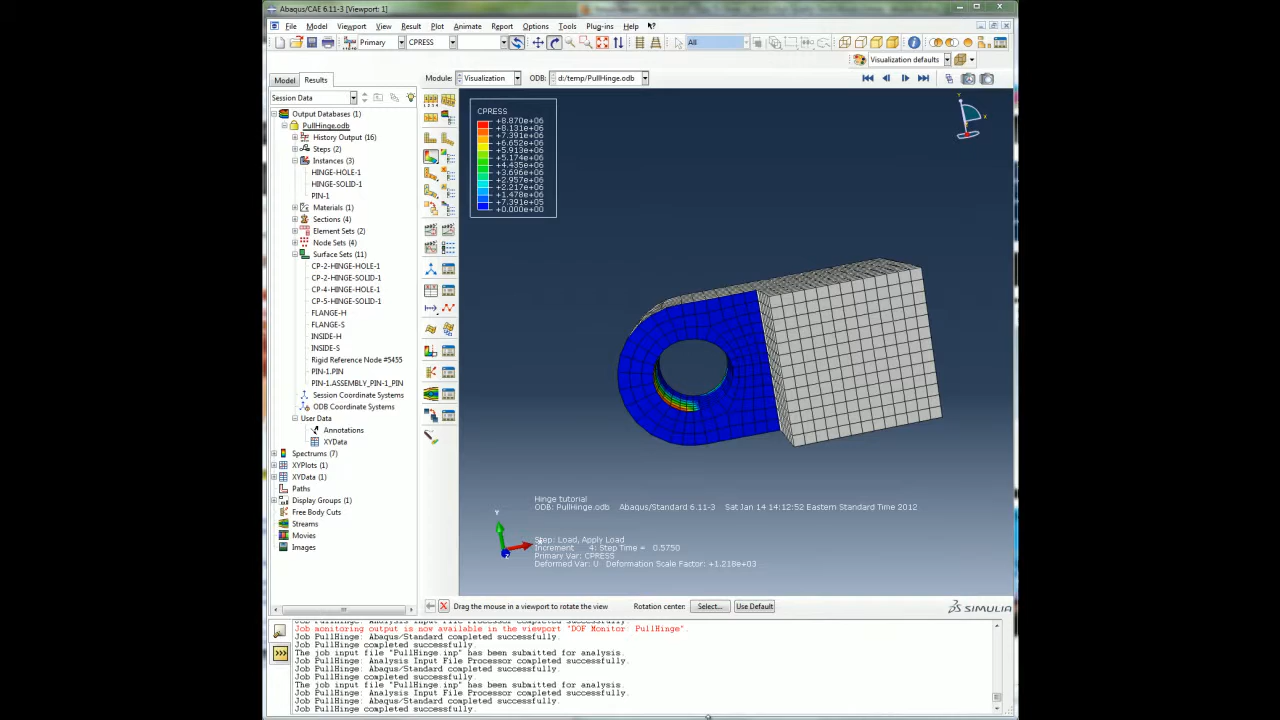 Abaqus/CAE 6.11-3 [Viewport: 1]
File Model Viewport View Result Plot Animate Report Options Tools Plug-ins Help
Primary CPRESS All
Visualization defaults
Model Results Module: Visualization ODB: d:/temp/PullHinge.odb
Session Data
Output Databases (1)
PullHinge.odb
History Output (16)
Steps (2)
Instances (3)
HINGE-HOLE-1
HINGE-SOLID-1
PIN-1
Materials (1)
Sections (4)
Element Sets (2)
Node Sets (4)
Surface Sets (11)
CP-2-HINGE-HOLE-1
CP-2-HINGE-SOLID-1
CP-4-HINGE-HOLE-1
CP-5-HINGE-SOLID-1
FLANGE-H
FLANGE-S
INSIDE-H
INSIDE-S
Rigid Reference Node #5455
PIN-1.PIN
PIN-1.ASSEMBLY_PIN-1_PIN
Session Coordinate Systems
ODB Coordinate Systems
User Data
Annotations
XYData
Spectrums (7)
XYPlots (1)
XYData (1)
Paths
Display Groups (1)
Free Body Cuts
Streams
Movies
Images
CPRESS
+8.870e+06
+8.131e+06
+7.391e+06
+6.652e+06
+5.913e+06
+5.174e+06
+4.435e+06
+3.696e+06
+2.957e+06
+2.217e+06
+1.478e+06
+7.391e+05
+0.000e+00
Y
X
Y
Z
Hinge tutorial
ODB: PullHinge.odb Abaqus/Standard 6.11-3 Sat Jan 14 14:12:52 Eastern Standard Time 2012
Step: Load, Apply Load
Increment 4: Step Time = 0.5750
Primary Var: CPRESS
Deformed Var: U Deformation Scale Factor: +1.218e+03
Drag the mouse in a viewport to rotate the view Rotation center: Select... Use Default
SIMULIA
Job PullHinge: Analysis Input File Processor completed successfully.
Job monitoring output is now available in the viewport "DOF Monitor: PullHinge".
Job PullHinge: Abaqus/Standard completed successfully.
Job PullHinge completed successfully.
The job input file "PullHinge.inp" has been submitted for analysis.
Job PullHinge: Analysis Input File Processor completed successfully.
Job PullHinge: Abaqus/Standard completed successfully.
Job PullHinge completed successfully.
The job input file "PullHinge.inp" has been submitted for analysis.
Job PullHinge: Analysis Input File Processor completed successfully.
Job PullHinge: Abaqus/Standard completed successfully.
Job PullHinge completed successfully.